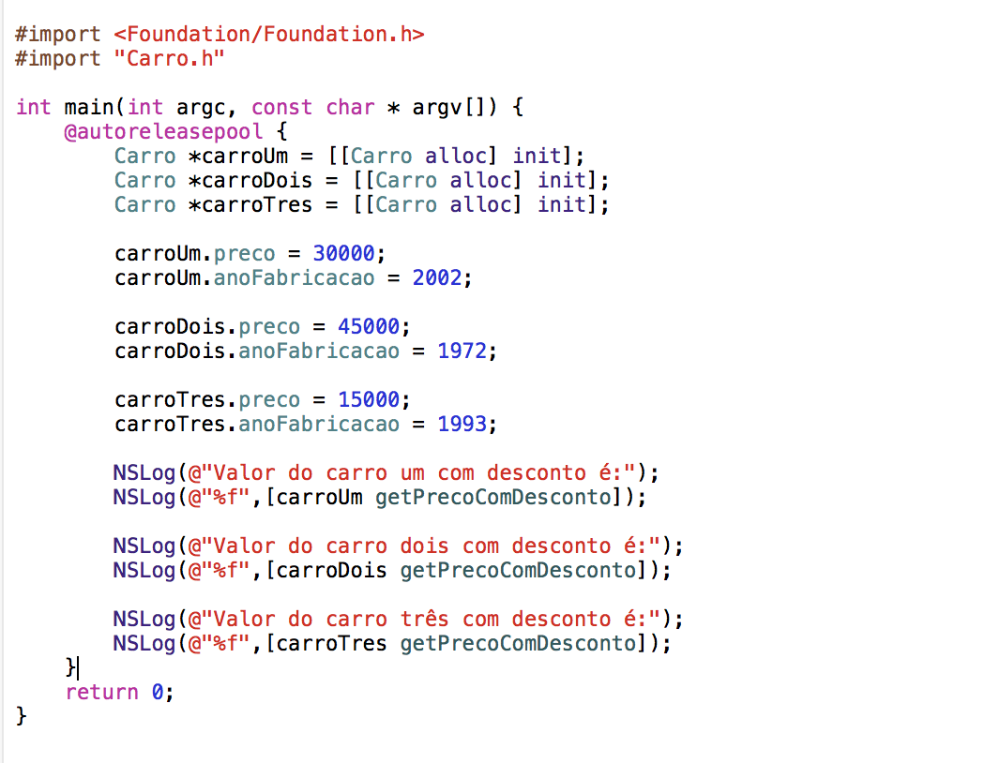 #import <Foundation/Foundation.h>
#import "Carro.h"

int main(int argc, const char * argv[]) {
    @autoreleasepool {
        Carro *carroUm = [[Carro alloc] init];
        Carro *carroDois = [[Carro alloc] init];
        Carro *carroTres = [[Carro alloc] init];

        carroUm.preco = 30000;
        carroUm.anoFabricacao = 2002;

        carroDois.preco = 45000;
        carroDois.anoFabricacao = 1972;

        carroTres.preco = 15000;
        carroTres.anoFabricacao = 1993;

        NSLog(@"Valor do carro um com desconto é:");
        NSLog(@"%f",[carroUm getPrecoComDesconto]);

        NSLog(@"Valor do carro dois com desconto é:");
        NSLog(@"%f",[carroDois getPrecoComDesconto]);

        NSLog(@"Valor do carro três com desconto é:");
        NSLog(@"%f",[carroTres getPrecoComDesconto]);
    }
    return 0;
}